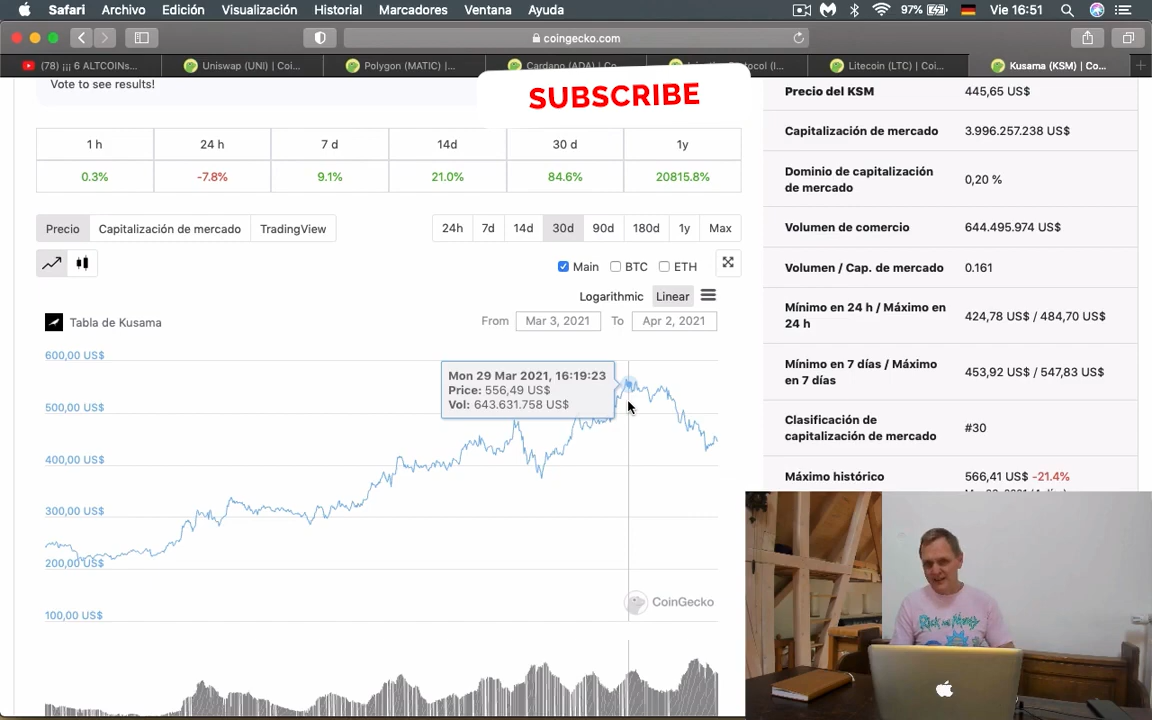 Safari Archivo Edición Visualización Historial Marcadores Ventana Ayuda 97% Vie 16:51
coingecko.com
(78) ¡¡¡ 6 ALTCOINs... Uniswap (UNI) | Coi... Polygon (MATIC) |... Cardano (ADA) | Co... Litecoin (LTC) | Coi... Kusama (KSM) | Co...
Vote to see results!
SUBSCRIBE
1 h 24 h 7 d 14d 30 d 1y
0.3% -7.8% 9.1% 21.0% 84.6% 20815.8%
Precio Capitalización de mercado TradingView 24h 7d 14d 30d 90d 180d 1y Max
Main BTC ETH
Logarithmic Linear
Tabla de Kusama From Mar 3, 2021 To Apr 2, 2021
600,00 US$
500,00 US$
400,00 US$
300,00 US$
200,00 US$
100,00 US$
Mon 29 Mar 2021, 16:19:23
Price: 556,49 US$
Vol: 643.631.758 US$
CoinGecko
Precio del KSM 445,65 US$
Capitalización de mercado 3.996.257.238 US$
Dominio de capitalización
de mercado 0,20 %
Volumen de comercio 644.495.974 US$
Volumen / Cap. de mercado 0.161
Mínimo en 24 h / Máximo en
24 h 424,78 US$ / 484,70 US$
Mínimo en 7 días / Máximo
en 7 días 453,92 US$ / 547,83 US$
Clasificación de
capitalización de mercado #30
Máximo histórico 566,41 US$ -21.4%
Rick and Morty